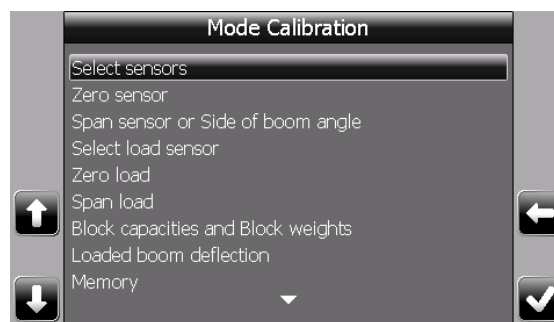 Mode Calibration
Select sensors
Zero sensor
Span sensor or Side of boom angle
Select load sensor
Zero load
Span load
Block capacities and Block weights
Loaded boom deflection
Memory